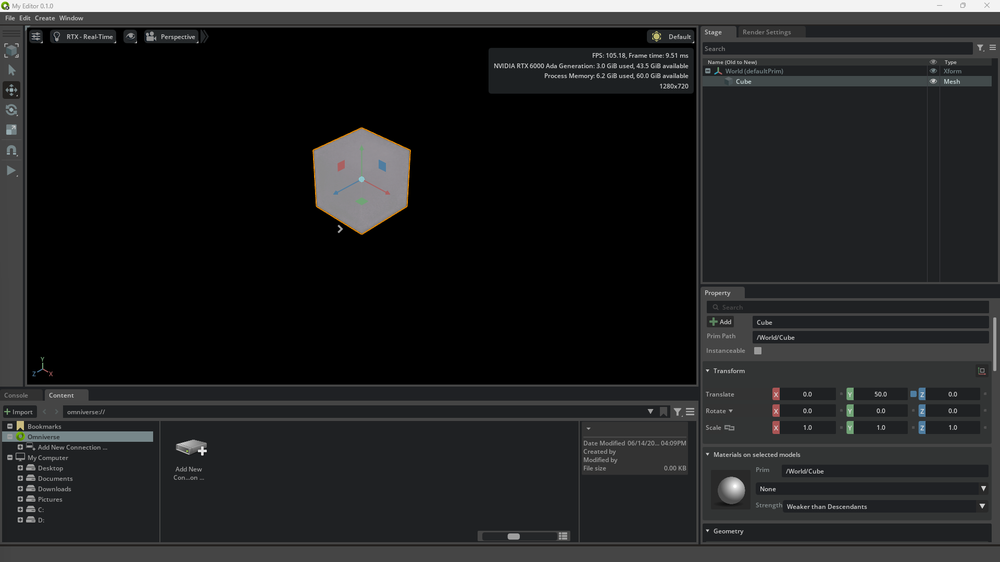 My Editor 0.1.0
File Edit Create Window
RTX - Real-Time
Perspective
Default
FPS: 105.18, Frame time: 9.51 ms
NVIDIA RTX 6000 Ada Generation: 3.0 GiB used, 43.5 GiB available
Process Memory: 6.2 GiB used, 60.0 GiB available
1280x720
Y
Z X
Stage Render Settings
Search
Name (Old to New) Type
World (defaultPrim) Xform
Cube Mesh
Property
Search
Add Cube
Prim Path /World/Cube
Instanceable
Transform
Translate X 0.0 Y 50.0 Z 0.0
Rotate X 0.0 Y 0.0 Z 0.0
Scale X 1.0 Y 1.0 Z 1.0
Materials on selected models
Prim /World/Cube
None
Strength Weaker than Descendants
Geometry
Console Content
Import omniverse://
Bookmarks
Omniverse
Add New Connection ...
My Computer
Desktop
Documents
Downloads
Pictures
C:
D:
Add New
Con...on ...
Date Modified 06/14/20... 04:09PM
Created by
Modified by
File size 0.00 KB